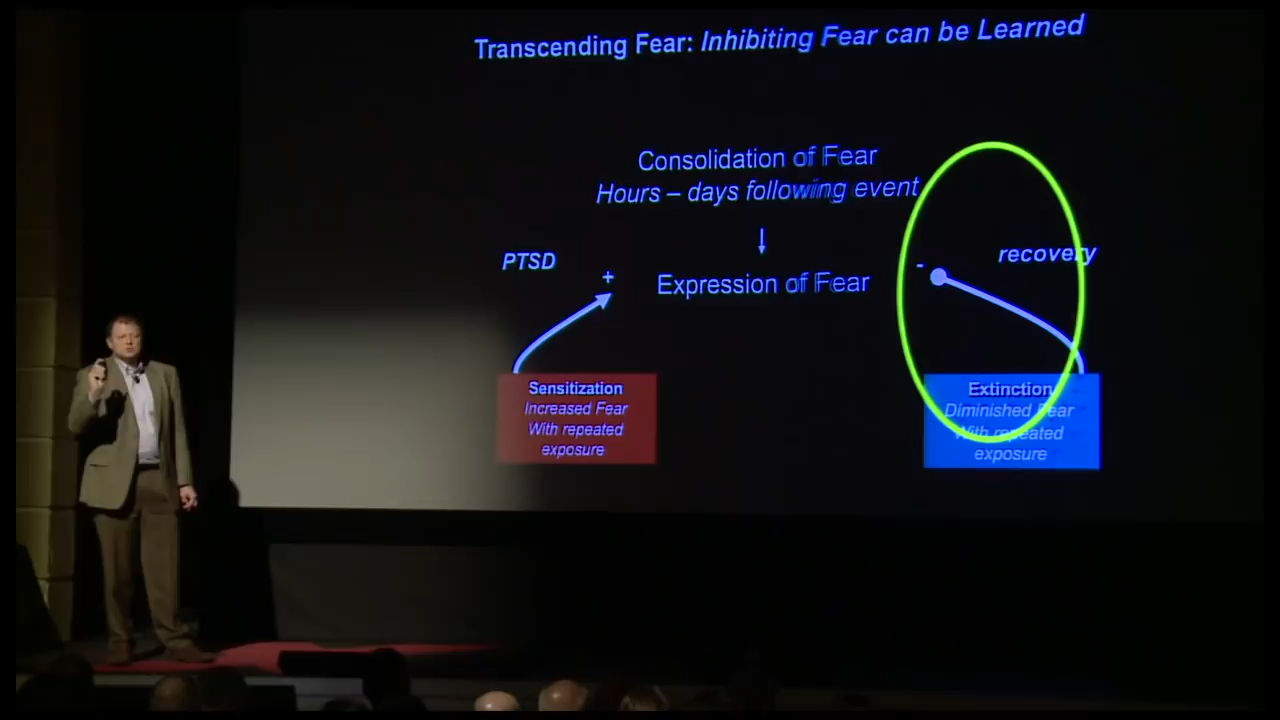 Transcending Fear: Inhibiting Fear can be Learned
Consolidation of Fear
Hours – days following event
PTSD
+
Expression of Fear
-
recovery
Sensitization
Increased Fear
With repeated
exposure
Extinction
Diminished Fear
With repeated
exposure